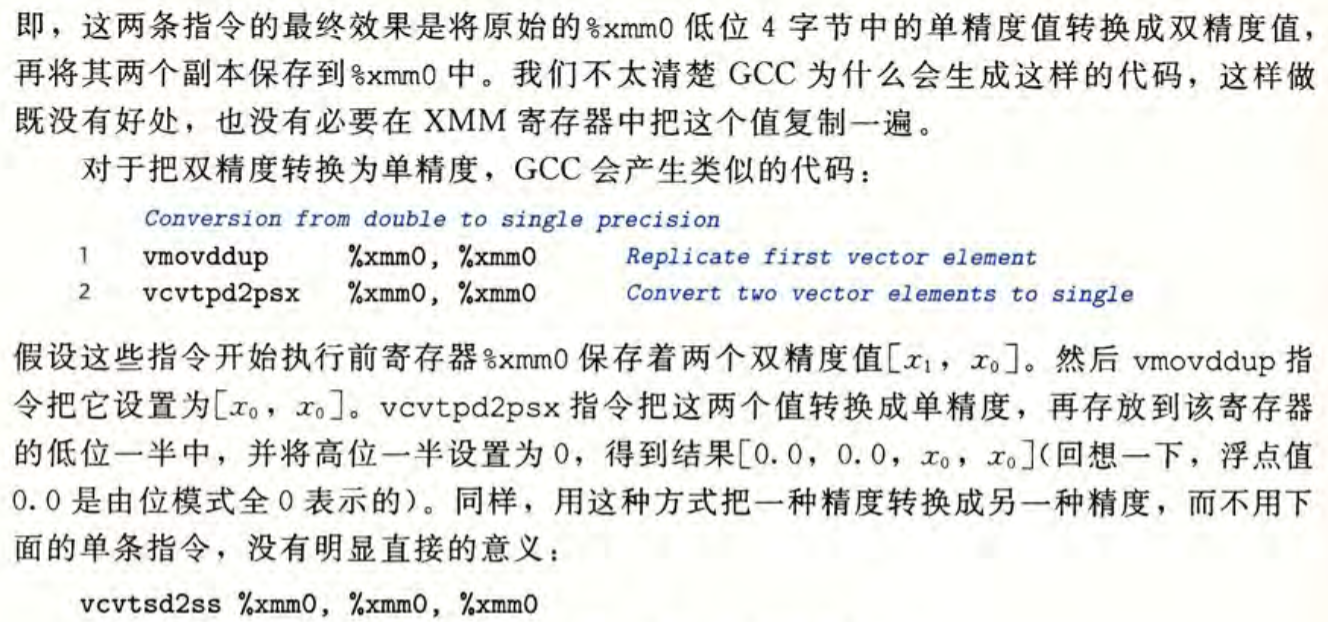 即，这两条指令的最终效果是将原始的%xmm0 低位 4 字节中的单精度值转换成双精度值，
再将其两个副本保存到%xmm0 中。我们不太清楚 GCC 为什么会生成这样的代码，这样做
既没有好处，也没有必要在 XMM 寄存器中把这个值复制一遍。
对于把双精度转换为单精度，GCC 会产生类似的代码：
Conversion from double to single precision
1 vmovddup %xmm0, %xmm0 Replicate first vector element
2 vcvtpd2psx %xmm0, %xmm0 Convert two vector elements to single
假设这些指令开始执行前寄存器%xmm0 保存着两个双精度值[x₁，x₀]。然后 vmovddup 指
令把它设置为[x₀，x₀]。vcvtpd2psx 指令把这两个值转换成单精度，再存放到该寄存器
的低位一半中，并将高位一半设置为 0，得到结果[0.0，0.0，x₀，x₀](回想一下，浮点值
0.0 是由位模式全 0 表示的)。同样，用这种方式把一种精度转换成另一种精度，而不用下
面的单条指令，没有明显直接的意义：
vcvtsd2ss %xmm0, %xmm0, %xmm0